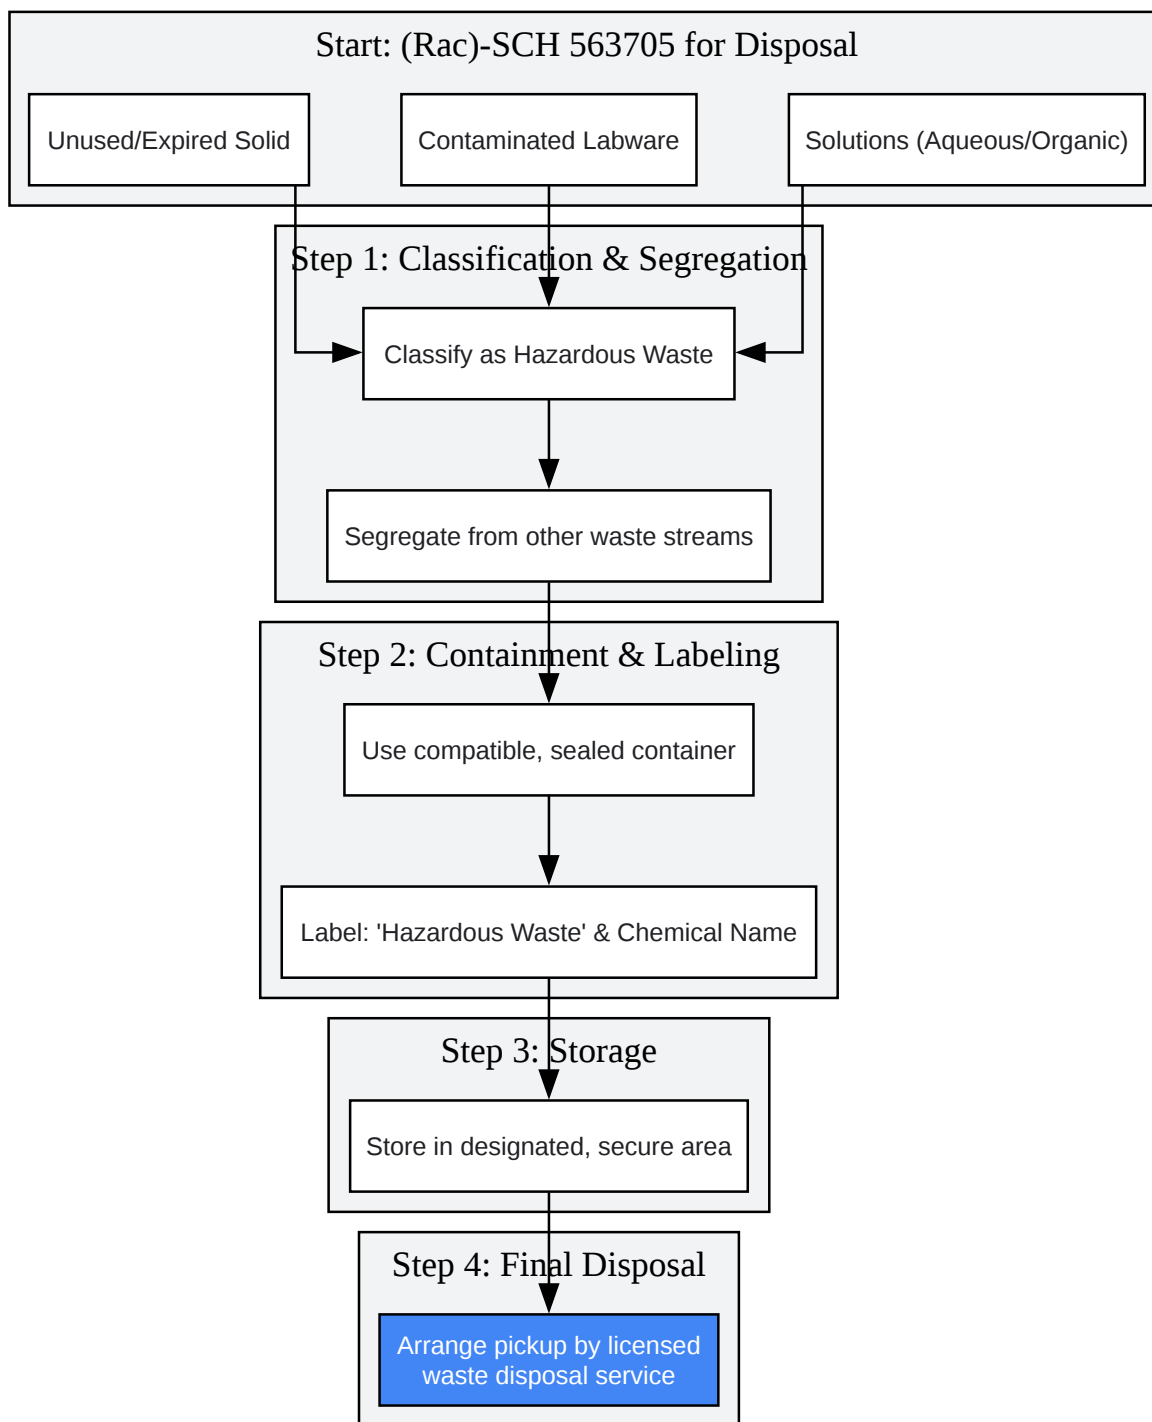 Start: (Rac)-SCH 563705 for Disposal
Unused/Expired Solid
Contaminated Labware
Solutions (Aqueous/Organic)
Step 1: Classification & Segregation
Classify as Hazardous Waste
Segregate from other waste streams
Step 2: Containment & Labeling
Use compatible, sealed container
Label: 'Hazardous Waste' & Chemical Name
Step 3: Storage
Store in designated, secure area
Step 4: Final Disposal
Arrange pickup by licensed
waste disposal service